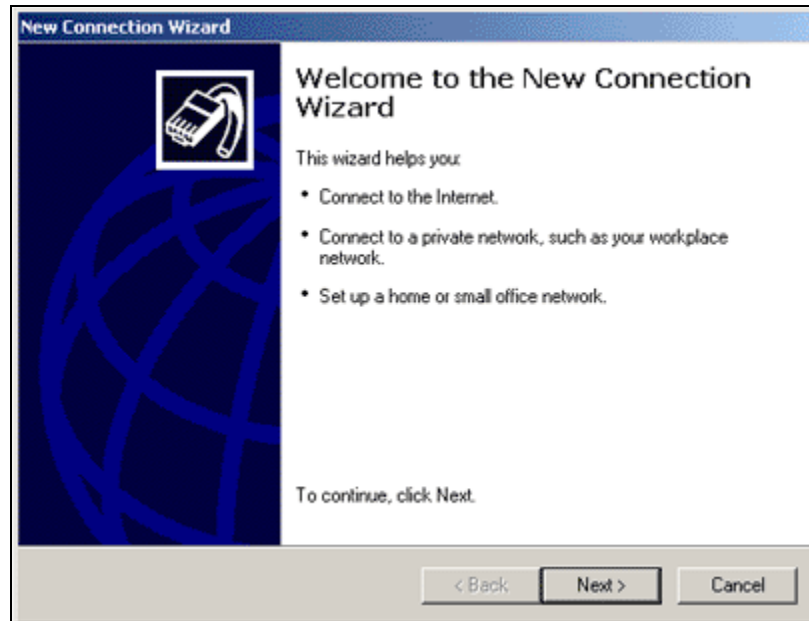 New Connection Wizard
Welcome to the New Connection
Wizard
This wizard helps you:
• Connect to the Internet.
• Connect to a private network, such as your workplace
network.
• Set up a home or small office network.
To continue, click Next.
< Back Next > Cancel